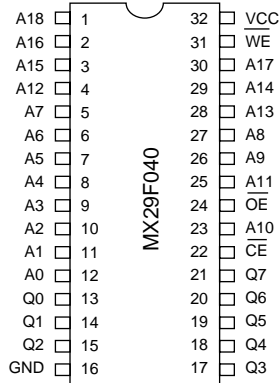 A18 1 32 VCC
A16 2 31 WE
A15 3 30 A17
A12 4 29 A14
A7 5 28 A13
A6 6 27 A8
A5 7 26 A9
A4 8 25 A11
A3 9 24 OE
A2 10 23 A10
A1 11 22 CE
A0 12 21 Q7
Q0 13 20 Q6
Q1 14 19 Q5
Q2 15 18 Q4
GND 16 17 Q3
MX29F040